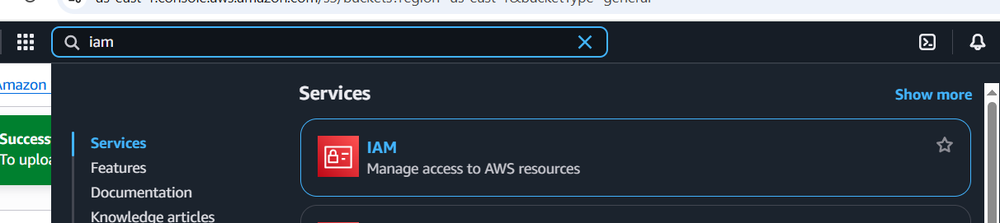 us-east-1.console.aws.amazon.com/s3/buckets?region=us-east-1&bucketType=general
iam
Amazon
Services
Show more
Success
To uploa
Services
Features
Documentation
Knowledge articles
IAM
Manage access to AWS resources